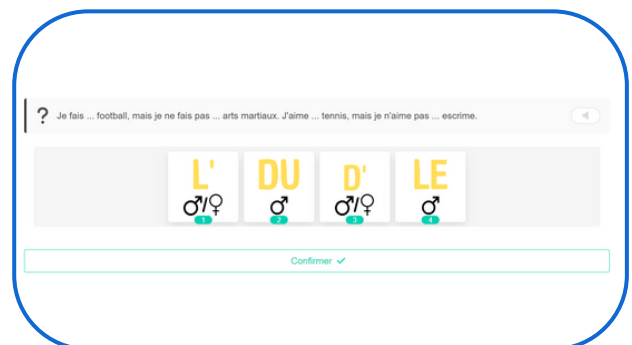 ? Je fais ... football, mais je ne fais pas ... arts martiaux. J'aime ... tennis, mais je n'aime pas ... escrime.
L' DU D' LE
♂/♀ ♂ ♂/♀ ♂
1 2 3 4
Confirmer ✓